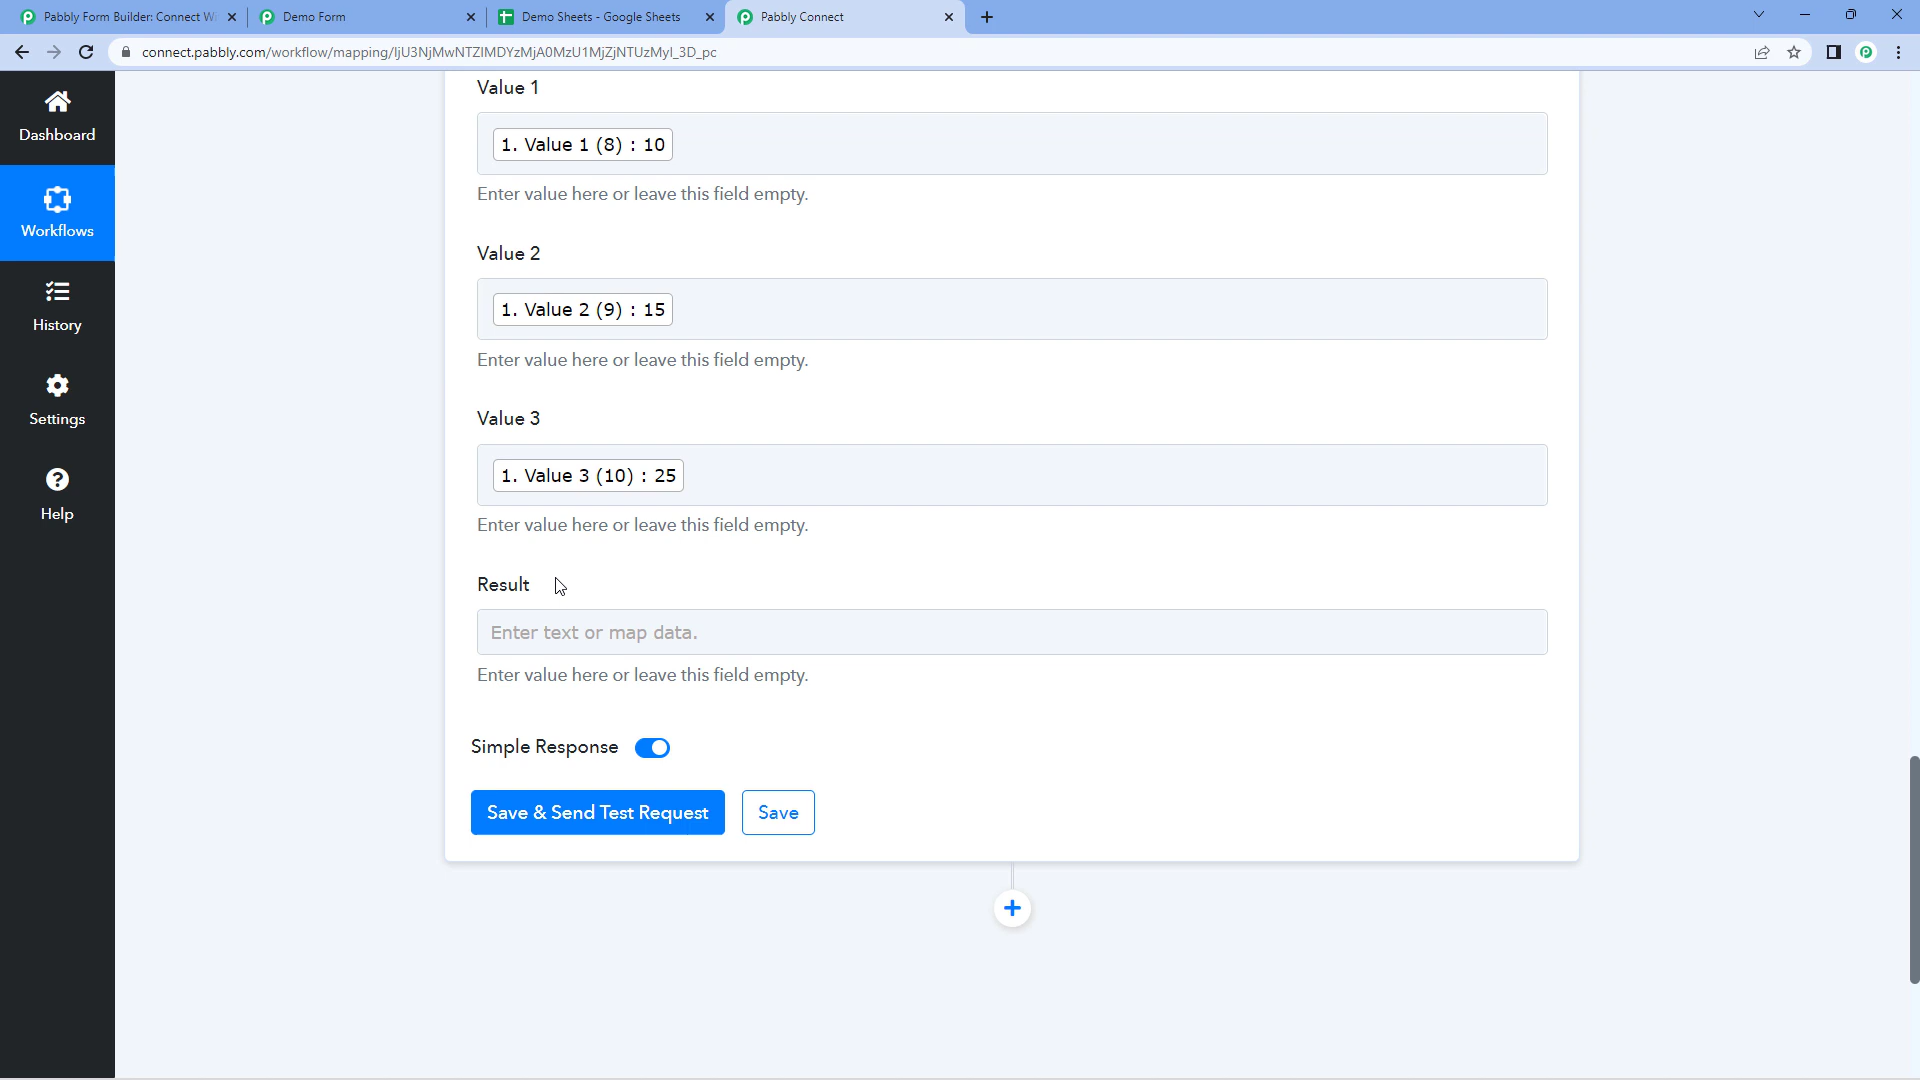 Pabbly Form Builder: Connect Wi
Demo Form
Demo Sheets - Google Sheets
Pabbly Connect
connect.pabbly.com/workflow/mapping/IjU3NjMwNTZlMDYzMjA0MzU1MjZjNTUzMyI_3D_pc
Dashboard
Workflows
History
Settings
Help
Value 1
1. Value 1 (8) : 10
Enter value here or leave this field empty.
Value 2
1. Value 2 (9) : 15
Enter value here or leave this field empty.
Value 3
1. Value 3 (10) : 25
Enter value here or leave this field empty.
Result
Enter text or map data.
Enter value here or leave this field empty.
Simple Response
Save & Send Test Request
Save